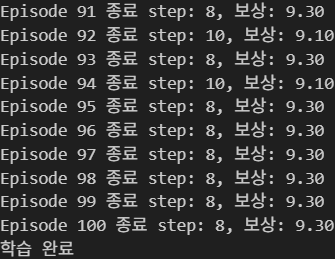 Episode 91 종료 step: 8, 보상: 9.30
Episode 92 종료 step: 10, 보상: 9.10
Episode 93 종료 step: 8, 보상: 9.30
Episode 94 종료 step: 10, 보상: 9.10
Episode 95 종료 step: 8, 보상: 9.30
Episode 96 종료 step: 8, 보상: 9.30
Episode 97 종료 step: 8, 보상: 9.30
Episode 98 종료 step: 8, 보상: 9.30
Episode 99 종료 step: 8, 보상: 9.30
Episode 100 종료 step: 8, 보상: 9.30
학습 완료